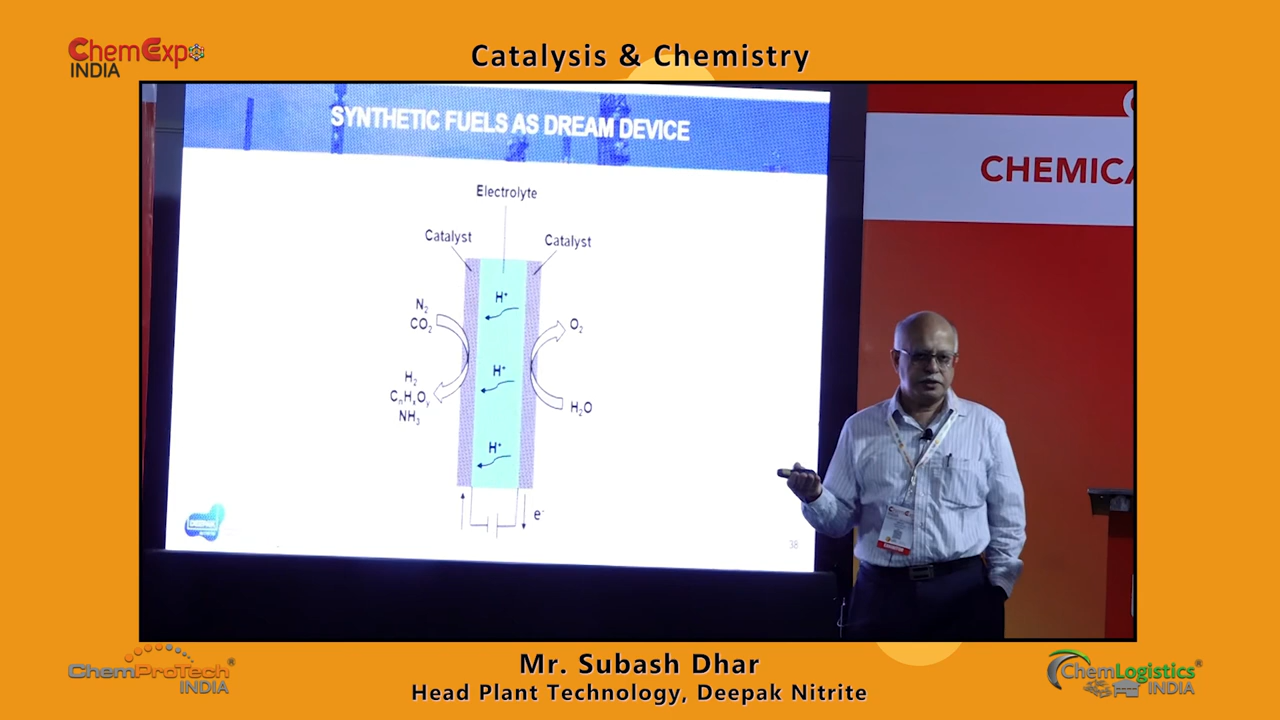 ChemExpo
INDIA
Catalysis & Chemistry
SYNTHETIC FUELS AS DREAM DEVICE
CHEMICA
Electrolyte
Catalyst
Catalyst
H+
N2
CO2
O2
H+
H2
CnHxOy
NH3
H2O
H+
e-
38
ChemProTech®
INDIA
Mr. Subash Dhar
Head Plant Technology, Deepak Nitrite
ChemLogistics®
INDIA